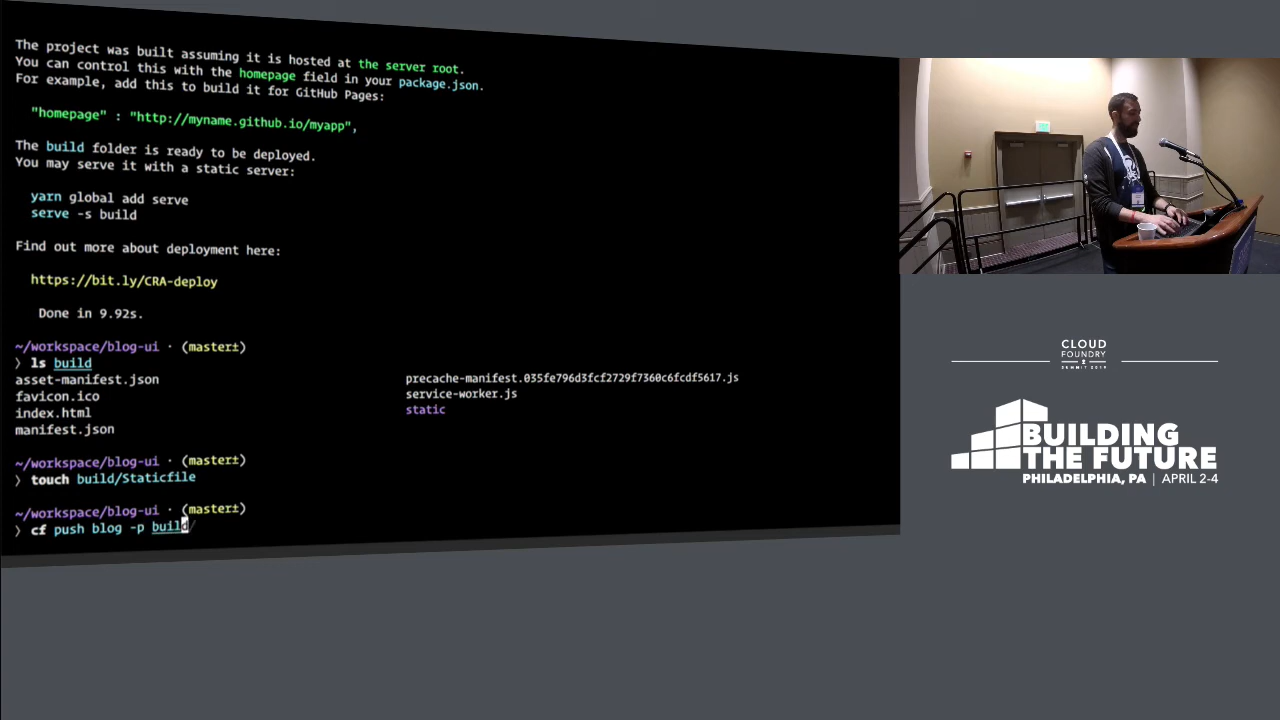 The project was built assuming it is hosted at the server root.
You can control this with the homepage field in your package.json.
For example, add this to build it for GitHub Pages:
"homepage" : "http://myname.github.io/myapp",
The build folder is ready to be deployed.
You may serve it with a static server:
yarn global add serve
serve -s build
Find out more about deployment here:
https://bit.ly/CRA-deploy
Done in 9.92s.
~/workspace/blog-ui · (master±)
❯ ls build
asset-manifest.json precache-manifest.035fe796d3fcf2729f7360c6fcdf5617.js
favicon.ico service-worker.js
index.html static
manifest.json
~/workspace/blog-ui · (master±)
❯ touch build/Staticfile
~/workspace/blog-ui · (master±)
❯ cf push blog -p build/
CLOUD
FOUNDRY
SUMMIT 2019
BUILDING
THE FUTURE
PHILADELPHIA, PA | APRIL 2-4